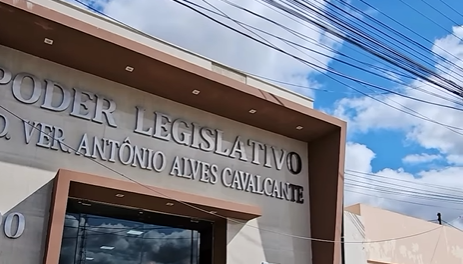 PODER LEGISLATIVO
D. VER. ANTÔNIO ALVES CAVALCANTE